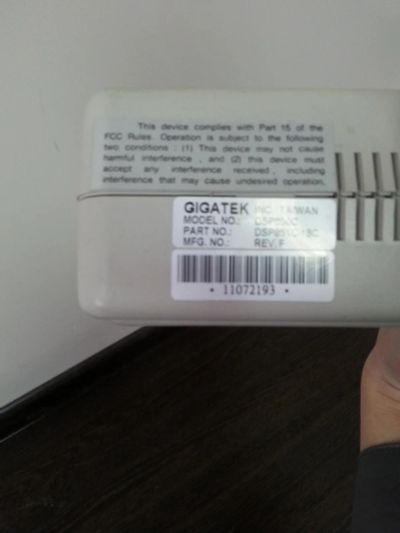 This device complies with Part 15 of the
FCC Rules. Operation is subject to the following
two conditions : (1) This device may not cause
harmful interference , and (2) this device must
accept any interference received , including
interference that may cause undesired operation.
GIGATEK INC. TAIWAN
MODEL NO.:
PART NO.:
MFG. NO.: REV. F
* 11072193 *